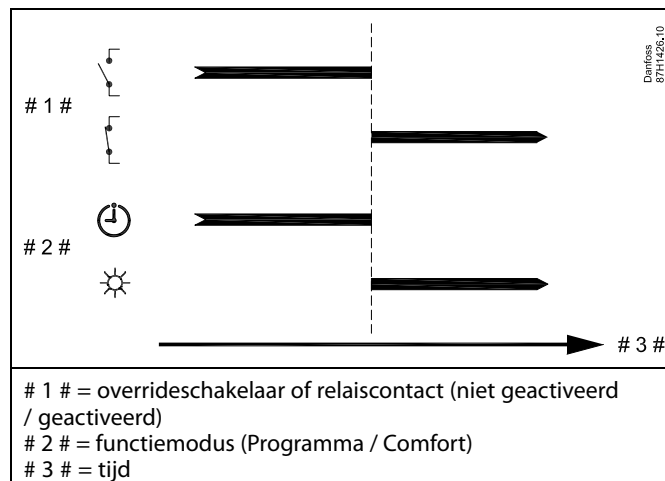 Danfoss
87H1426.10
# 1 #
# 2 #
# 3 #
# 1 # = overrideschakelaar of relaiscontact (niet geactiveerd
/ geactiveerd)
# 2 # = functiemodus (Programma / Comfort)
# 3 # = tijd